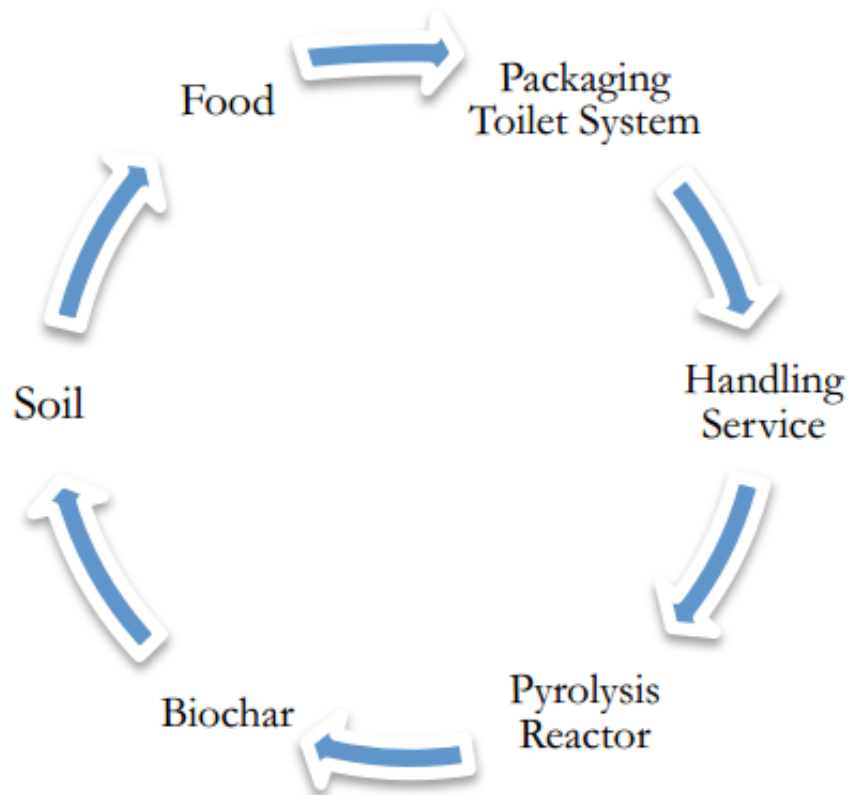 Food
Packaging
Toilet System
Handling
Service
Pyrolysis
Reactor
Biochar
Soil